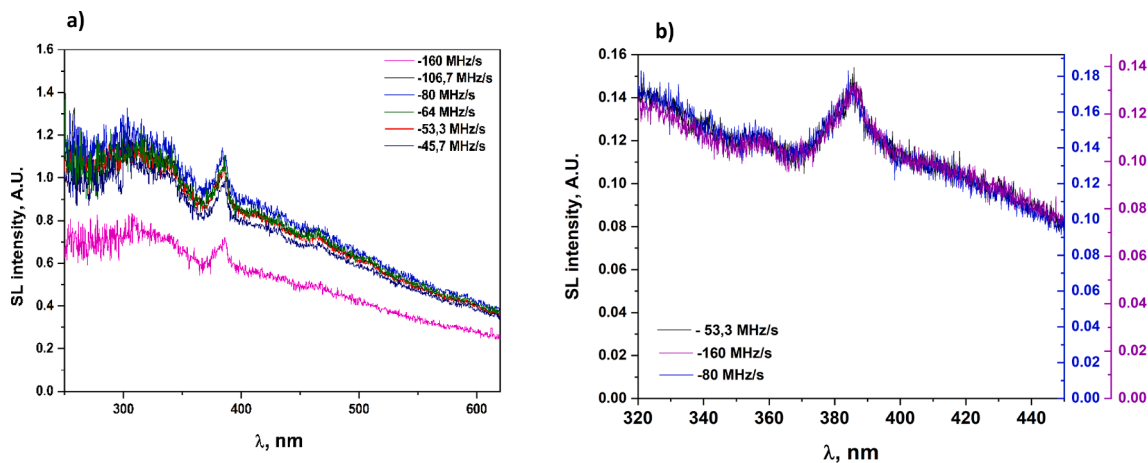 a)
SL intensity, A.U.
1.6
1.4
1.2
1.0
0.8
0.6
0.4
0.2
0.0
-160 MHz/s
-106,7 MHz/s
-80 MHz/s
-64 MHz/s
-53,3 MHz/s
-45,7 MHz/s
300 400 500 600
λ, nm
b)
SL intensity, A.U.
0.16
0.14
0.12
0.10
0.08
0.06
0.04
0.02
0.00
- 53,3 MHz/s
-160 MHz/s
-80 MHz/s
320 340 360 380 400 420 440
λ, nm
0.18
0.16
0.14
0.12
0.10
0.08
0.06
0.04
0.02
0.00
0.14
0.12
0.10
0.08
0.06
0.04
0.02
0.00